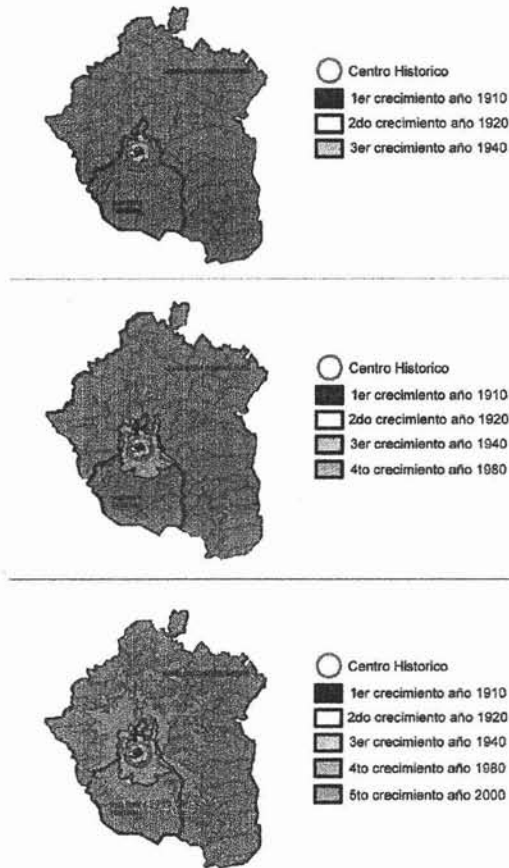 Centro Historico
1er crecimiento año 1910
2do crecimiento año 1920
3er crecimiento año 1940
Centro Historico
1er crecimiento año 1910
2do crecimiento año 1920
3er crecimiento año 1940
4to crecimiento año 1980
Centro Historico
1er crecimiento año 1910
2do crecimiento año 1920
3er crecimiento año 1940
4to crecimiento año 1980
5to crecimiento año 2000